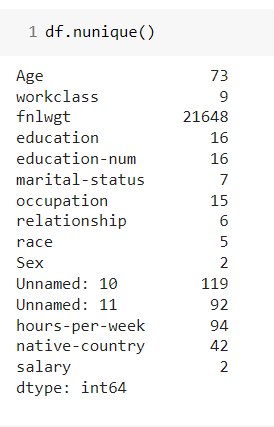 1 df.nunique()
Age 73
workclass 9
fnlwgt 21648
education 16
education-num 16
marital-status 7
occupation 15
relationship 6
race 5
Sex 2
Unnamed: 10 119
Unnamed: 11 92
hours-per-week 94
native-country 42
salary 2
dtype: int64